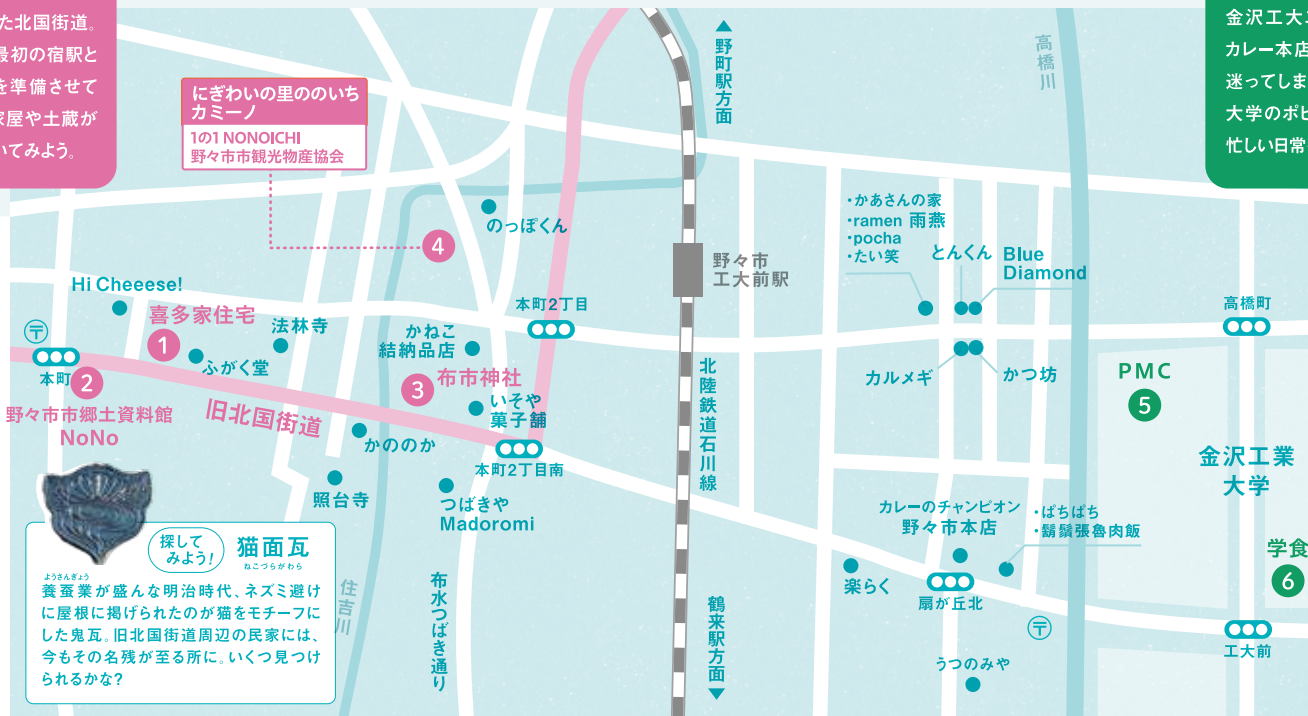 た北国街道。
最初の宿駅と
を準備させて
家屋や土蔵が
いてみよう。
にぎわいの里ののいち
カミーノ
1の1 NONOICHI
野々市市観光物産協会
▲野町駅方面
高橋川
金沢工大
カレー本店
迷ってしま
大学のポピ
忙しい日常
のっぽくん
4
野々市
工大前駅
・かあさんの家
・ramen 雨燕
・pocha
・たい笑
とんくん
Blue
Diamond
Hi Cheeese!
喜多家住宅
1
法林寺
ふがく堂
かねこ
結納品店
本町2丁目
高橋町
〒
本町
2
野々市市郷土資料館
NoNo
旧北国街道
3
布市神社
いそや
菓子舗
かののか
本町2丁目南
照台寺
つばきや
Madoromi
北陸鉄道石川線
カルメギ
かつ坊
PMC
5
金沢工業
大学
学食
6
カレーのチャンピオン
野々市本店
・ぱちぱち
・鬍鬚張魯肉飯
楽らく
扇が丘北
〒
工大前
うつのみや
住吉川
布水つばき通り
鶴来駅方面▼
探して
みよう!
猫面瓦
ねこづらがわら
ようさんぎょう
養蚕業が盛んな明治時代、ネズミ避け
に屋根に掲げられたのが猫をモチーフに
した鬼瓦。旧北国街道周辺の民家には、
今もその名残が至る所に。いくつ見つけ
られるかな?